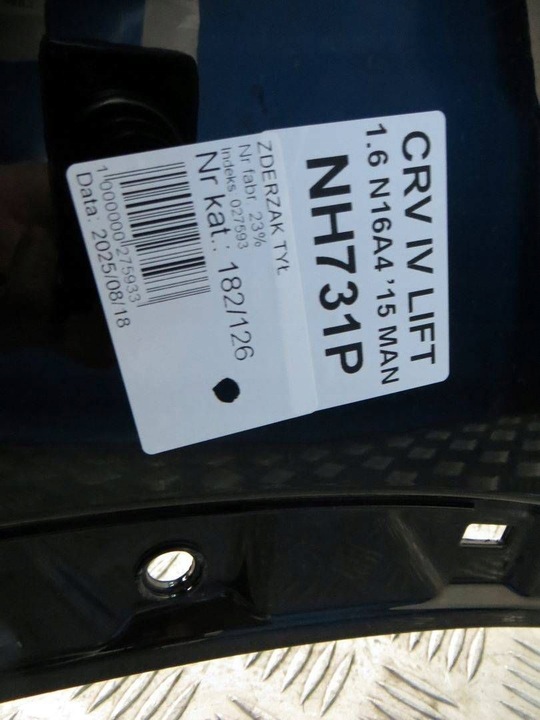 CRV IV LIFT
1.6 N16A4 '15 MAN
NH731P
ZDERZAK TYŁ
Nr fabr. 23%
Indeks: 027593
Nr kat.: 182/126
1000000275933
Data: 2025/08/18